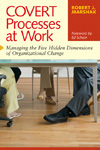 COVERT
Processes
at Work
ROBERT J.
MARSHAK
Foreword by
Ed Schein
Managing the Five Hidden Dimensions
of Organizational Change